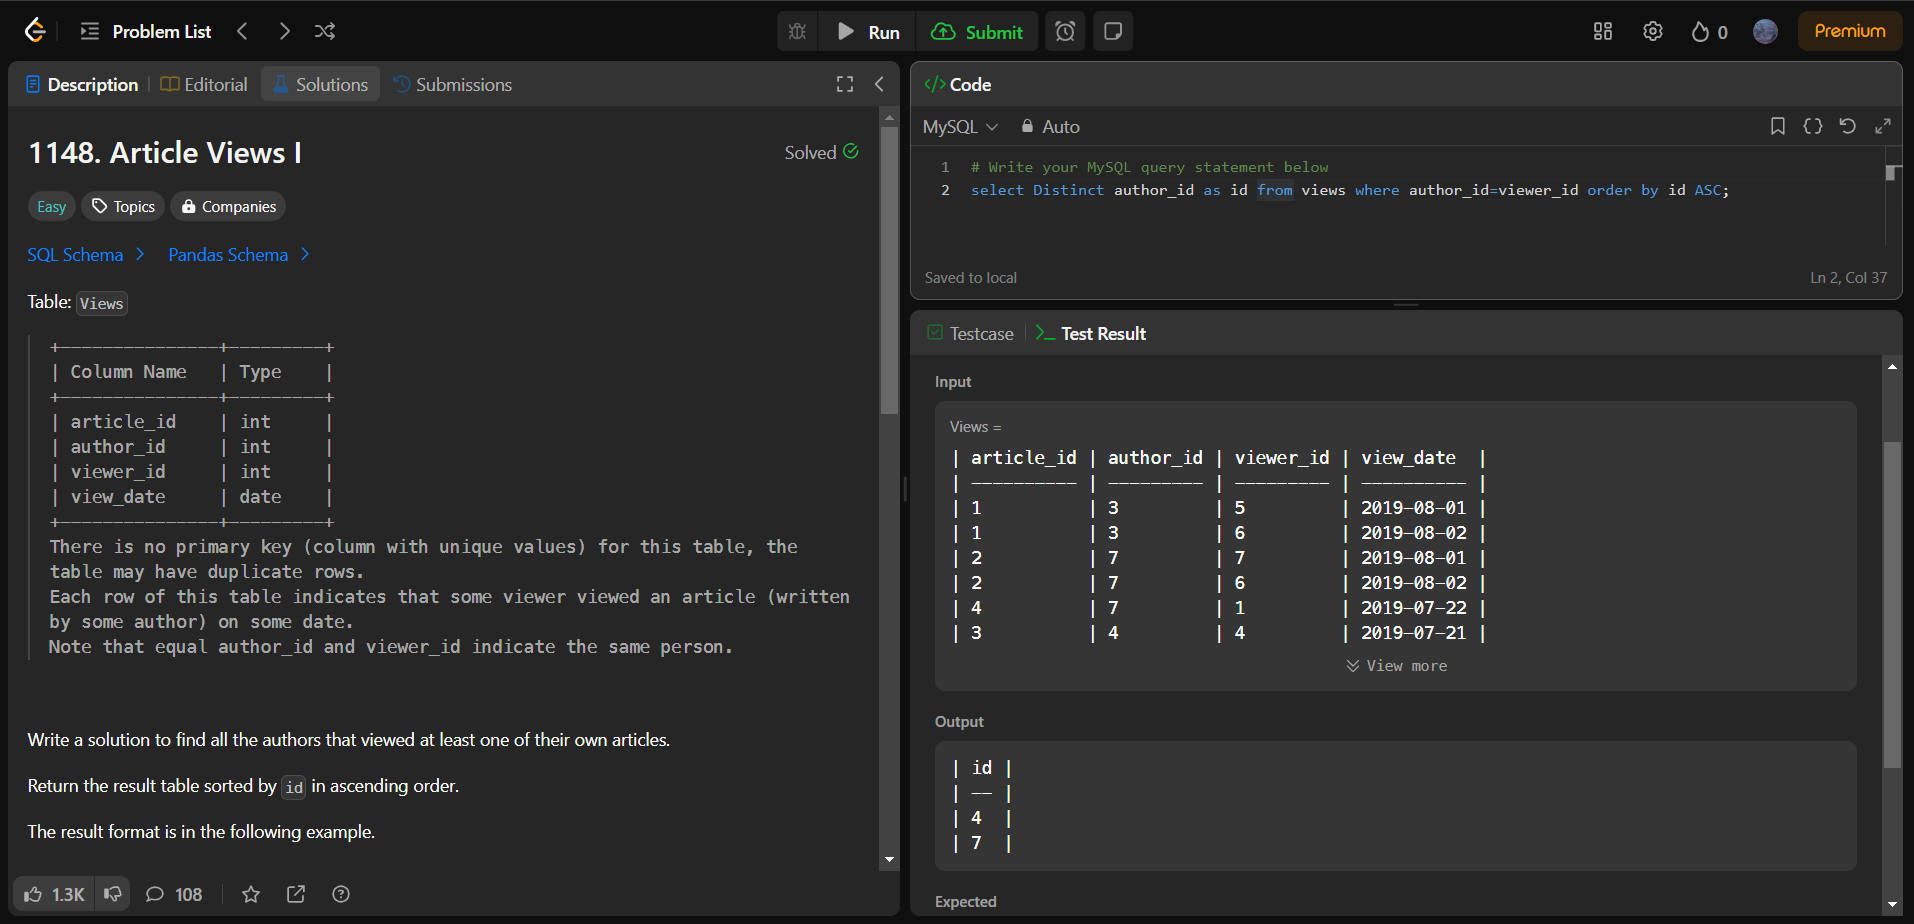 Problem List
Run
Submit
0
Premium
Description
Editorial
Solutions
Submissions
1148. Article Views I
Solved
Easy
Topics
Companies
SQL Schema
Pandas Schema
Table: Views
+---------------+---------+
| Column Name   | Type    |
+---------------+---------+
| article_id    | int     |
| author_id     | int     |
| viewer_id     | int     |
| view_date     | date    |
+---------------+---------+
There is no primary key (column with unique values) for this table, the
table may have duplicate rows.
Each row of this table indicates that some viewer viewed an article (written
by some author) on some date.
Note that equal author_id and viewer_id indicate the same person.
Write a solution to find all the authors that viewed at least one of their own articles.
Return the result table sorted by id in ascending order.
The result format is in the following example.
1.3K
108
</> Code
MySQL
Auto
1 # Write your MySQL query statement below
2 select Distinct author_id as id from views where author_id=viewer_id order by id ASC;
Saved to local
Ln 2, Col 37
Testcase
Test Result
Input
Views =
| article_id | author_id | viewer_id | view_date  |
| ---------- | --------- | --------- | ---------- |
| 1          | 3         | 5         | 2019-08-01 |
| 1          | 3         | 6         | 2019-08-02 |
| 2          | 7         | 7         | 2019-08-01 |
| 2          | 7         | 6         | 2019-08-02 |
| 4          | 7         | 1         | 2019-07-22 |
| 3          | 4         | 4         | 2019-07-21 |
View more
Output
| id |
| -- |
| 4  |
| 7  |
Expected